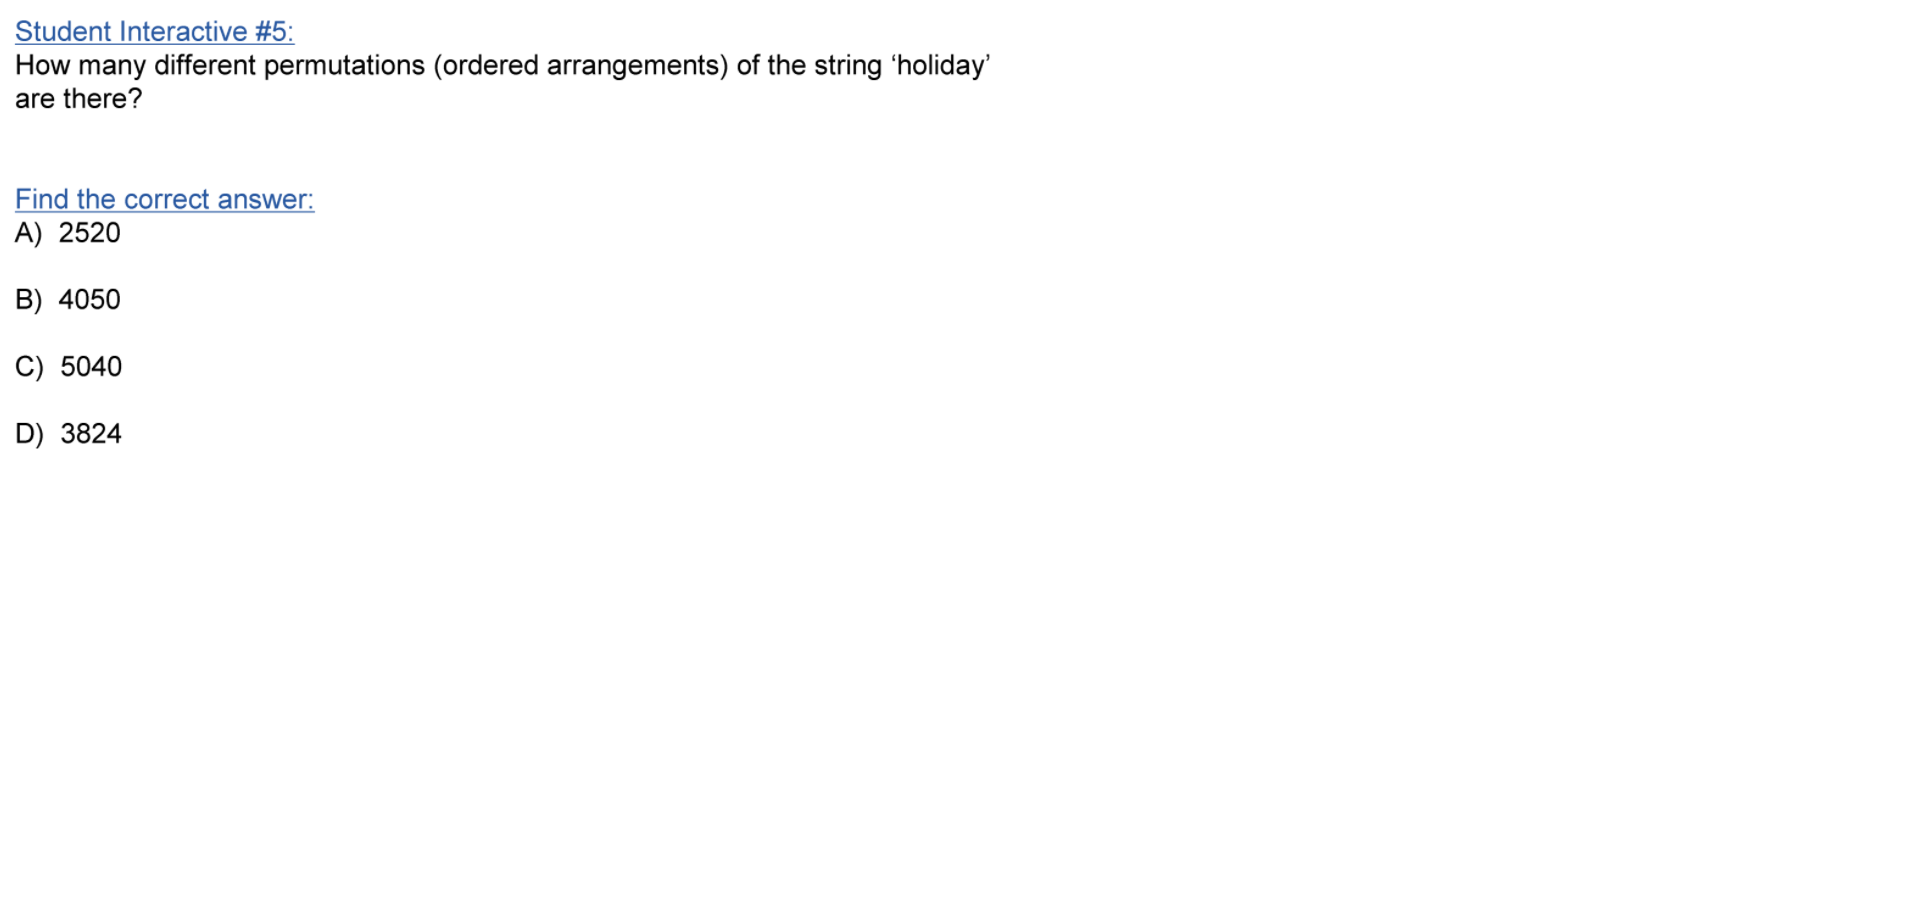 Student Interactive #5:
How many different permutations (ordered arrangements) of the string ‘holiday’
are there?
Find the correct answer:
A) 2520
B) 4050
C) 5040
D) 3824